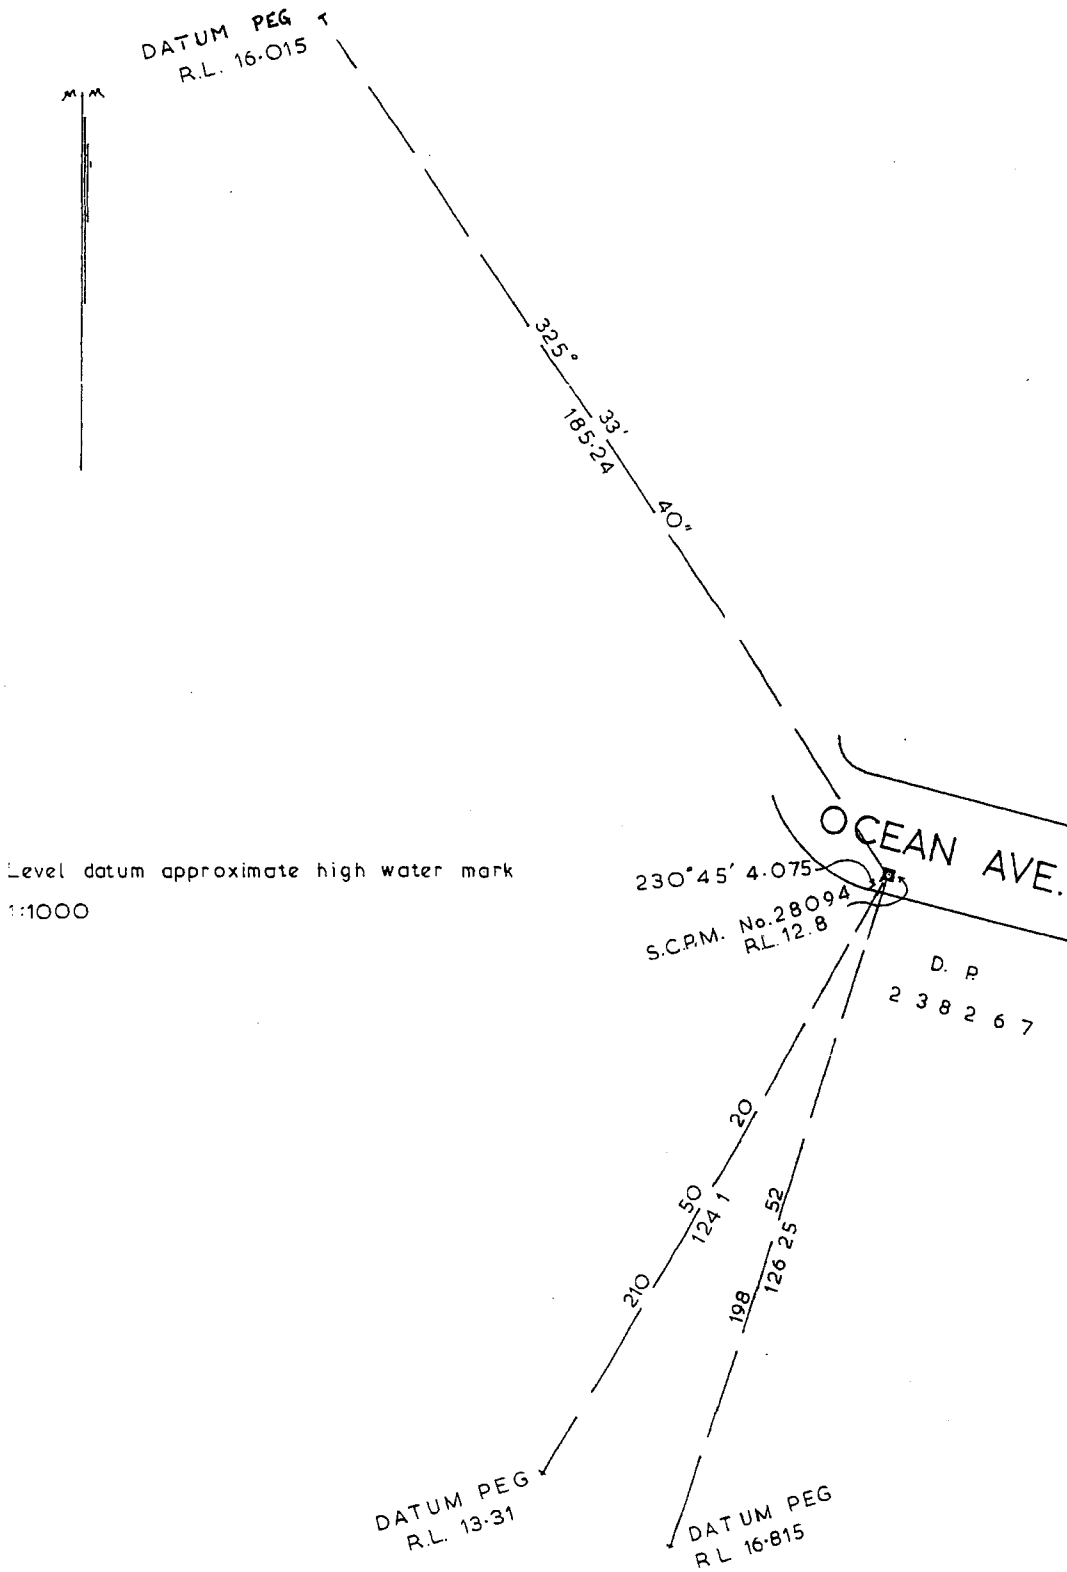 DATUM PEG
R.L. 16·015
325°
33'
185·24
40"
OCEAN AVE.
Level datum approximate high water mark
1:1000
230°45' 4.075
S.C.P.M. No.28094
R.L.12.8
D. P.
2 3 8 2 6 7
20
50
124 1
210
52
126 25
198
DATUM PEG
R.L. 13·31
DATUM PEG
R L 16·815